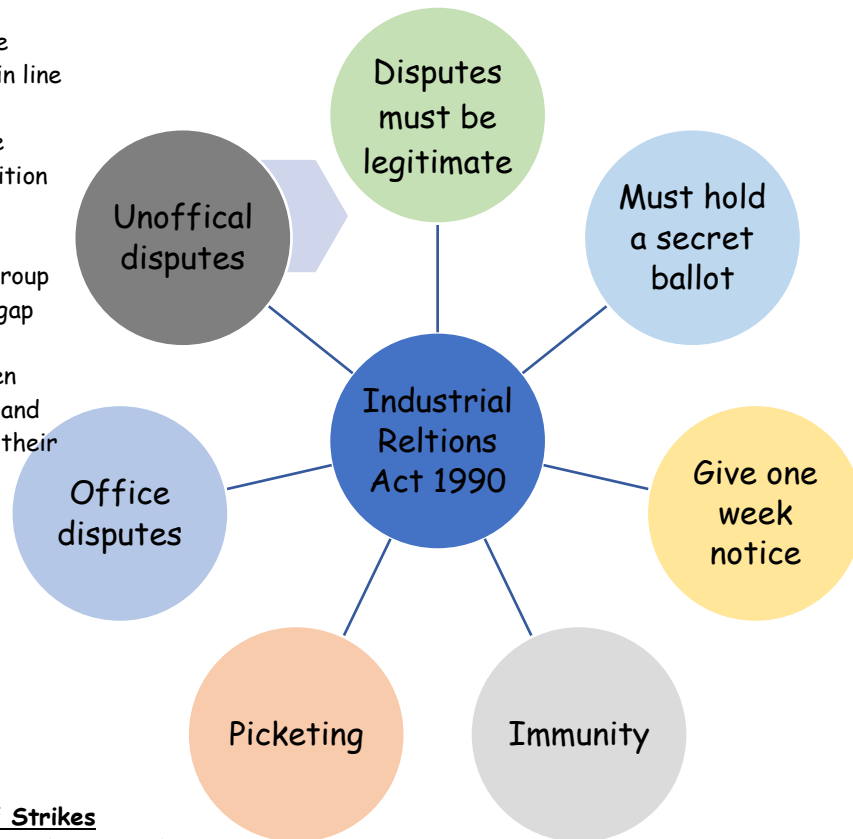 e
in line
e
ition
roup
gap
en
and
their
Disputes
must be
legitimate
Must hold
a secret
ballot
Give one
week
notice
Immunity
Picketing
Office
disputes
Unoffical
disputes
Industrial
Reltions
Act 1990
Strikes